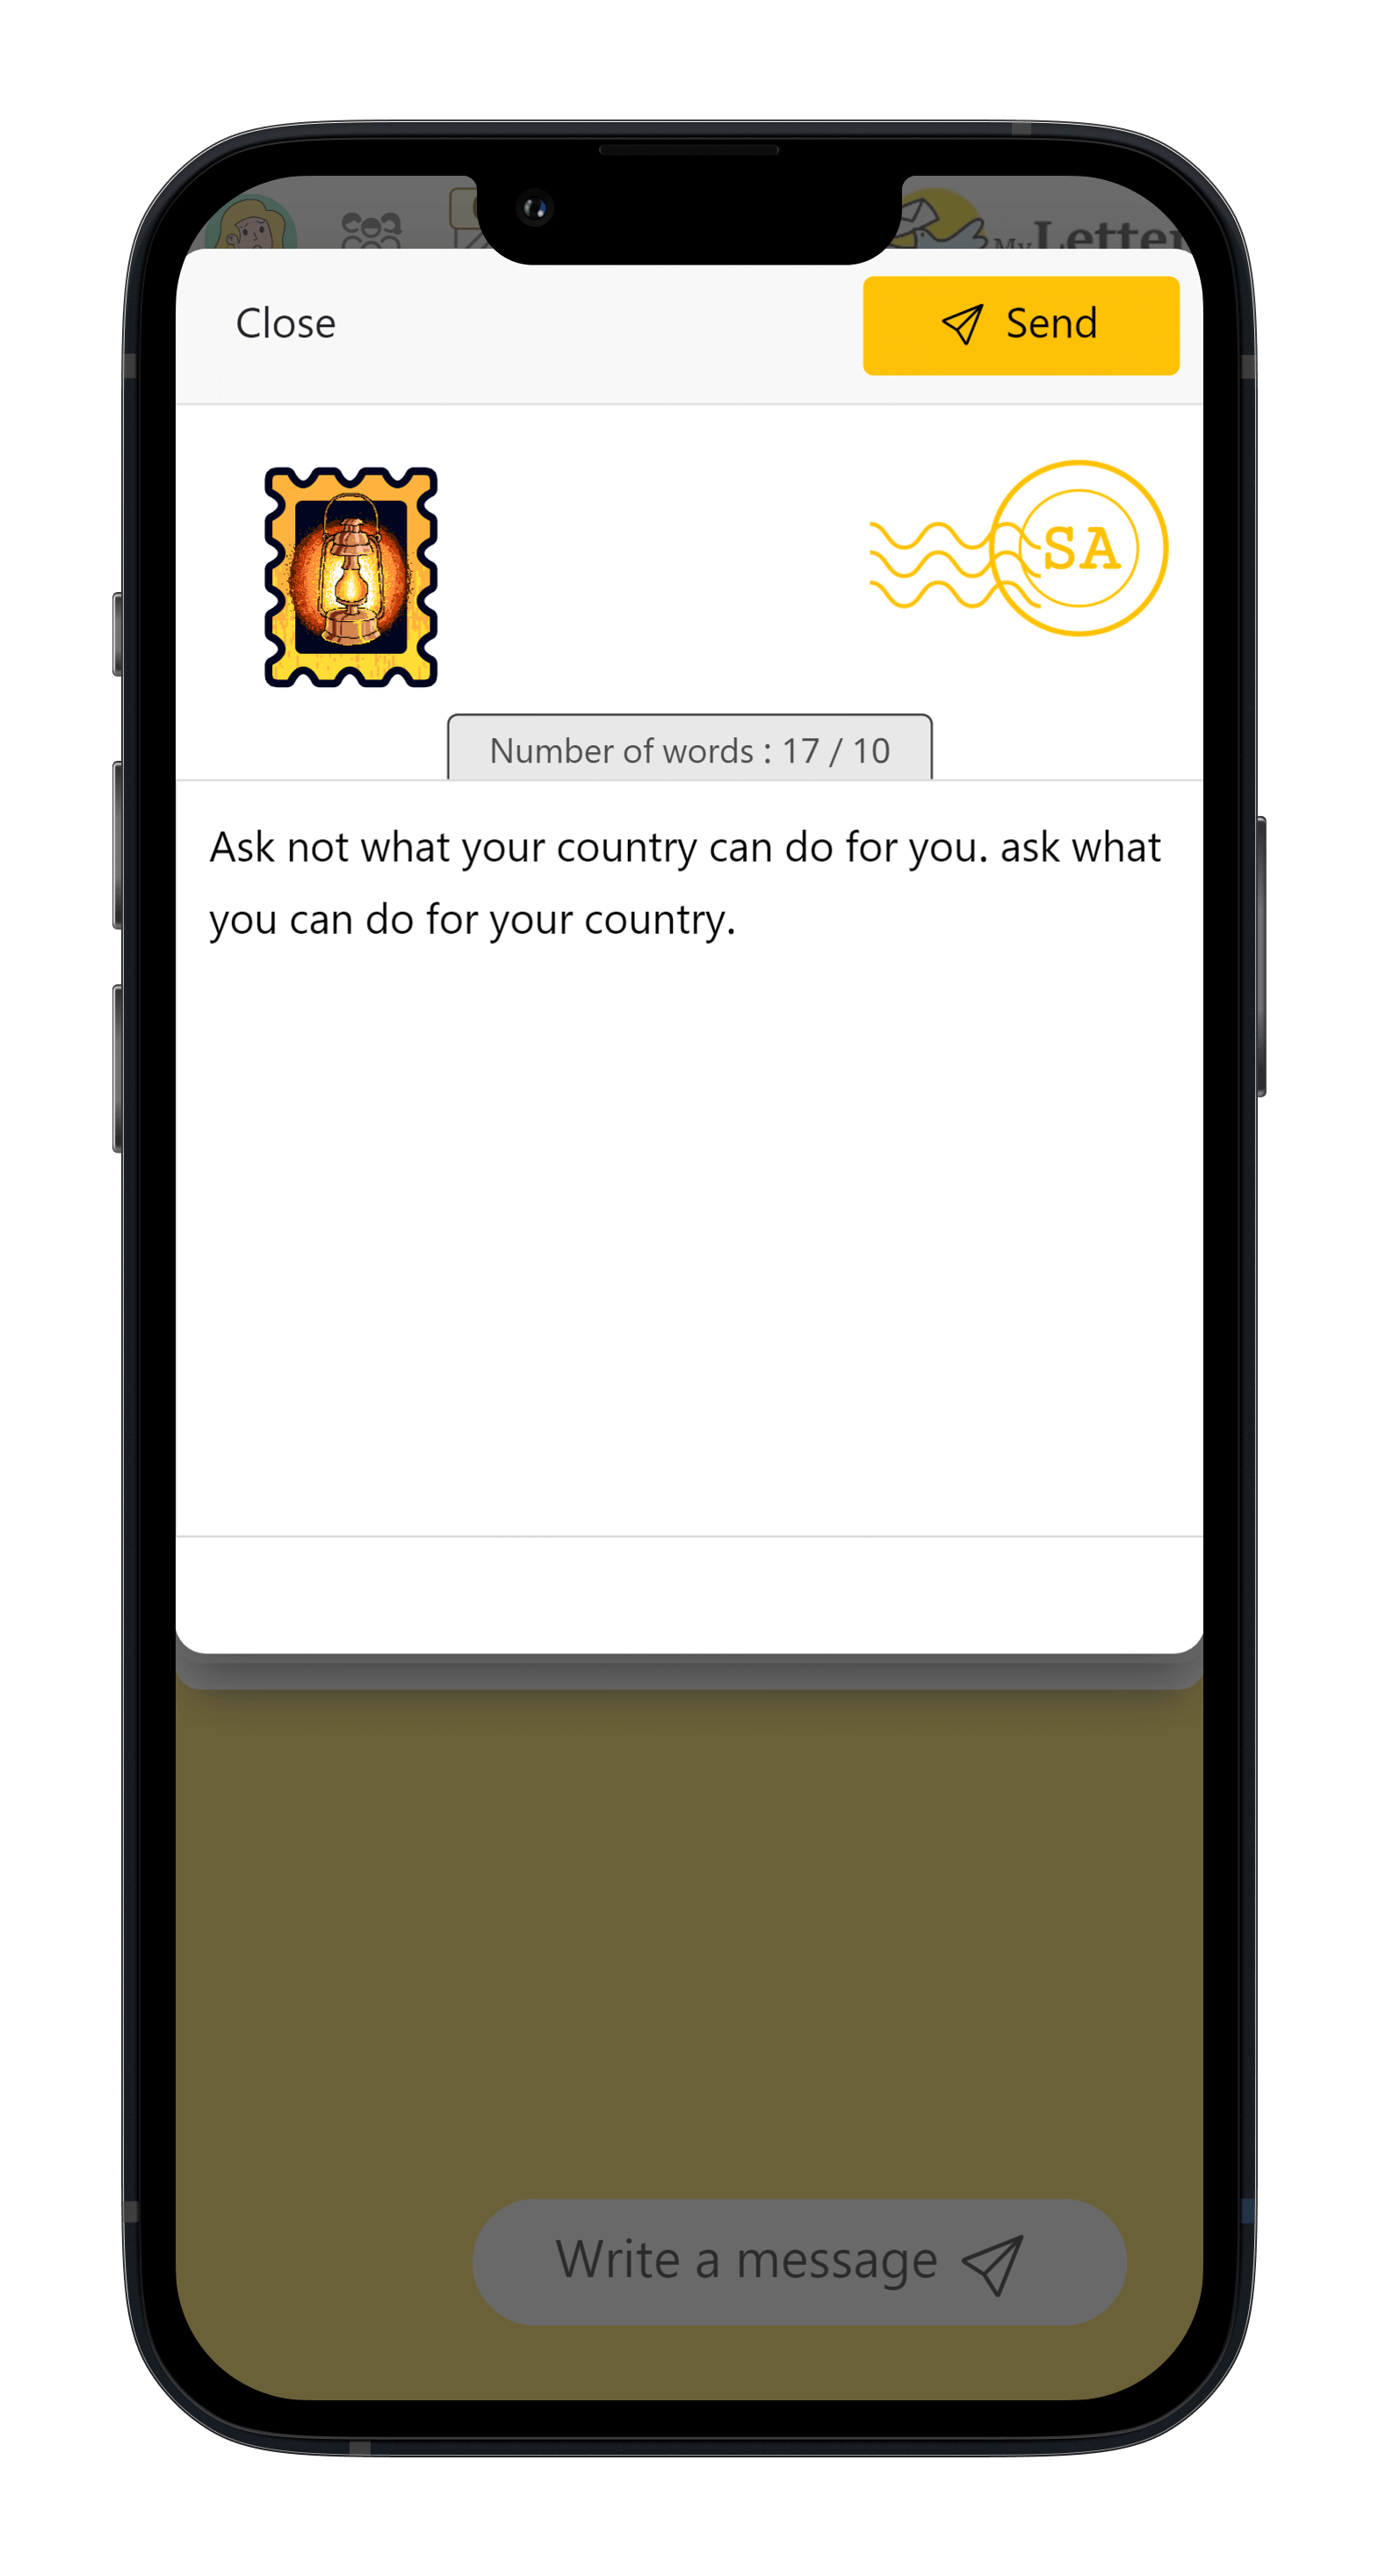 My Letter
Close
Send
SA
Number of words : 17 / 10
Ask not what your country can do for you. ask what
you can do for your country.
Write a message